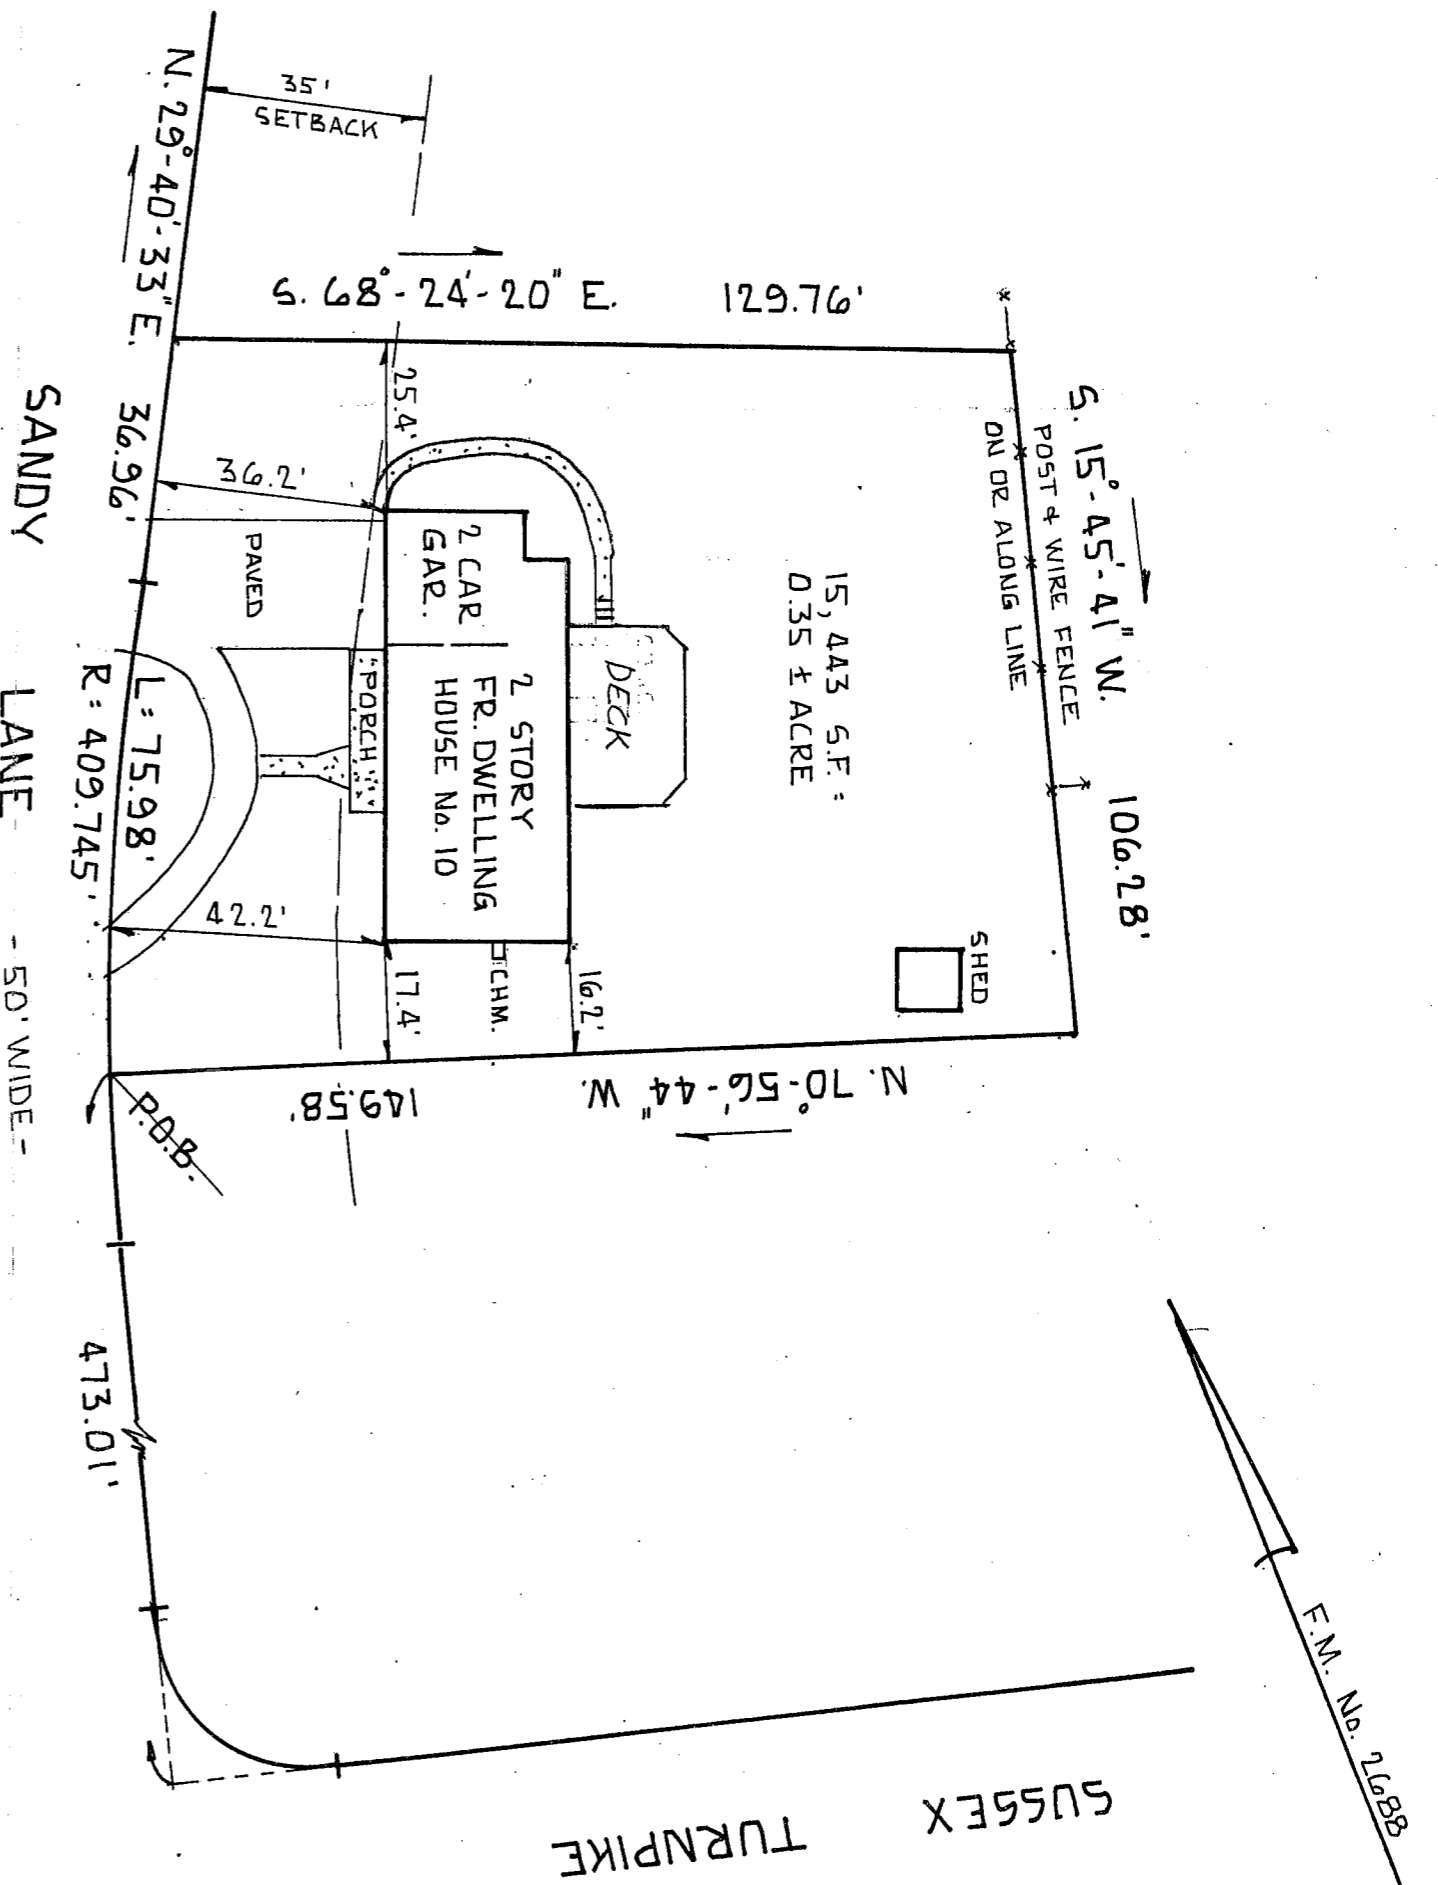 35'
SETBACK
N. 29°-40'-33" E. 36.96'
S. 68°-24'-20" E. 129.76'
S. 15°-45'-41" W. 106.28'
POST & WIRE FENCE
ON OR ALONG LINE
25.4'
36.2'
PAVED
2 CAR
GAR.
2 STORY
FR. DWELLING
HOUSE No. 10
PORCH
DECK
15,443 S.F. =
0.35 ± ACRE
SHED
CHM.
16.2'
17.4'
42.2'
L = 75.98'
R = 409.745'
N. 70°-56'-44" W. 149.58'
P.O.B.
SANDY LANE - 50' WIDE -
473.01'
SUSSEX TURNPIKE
F.M. No. 2688